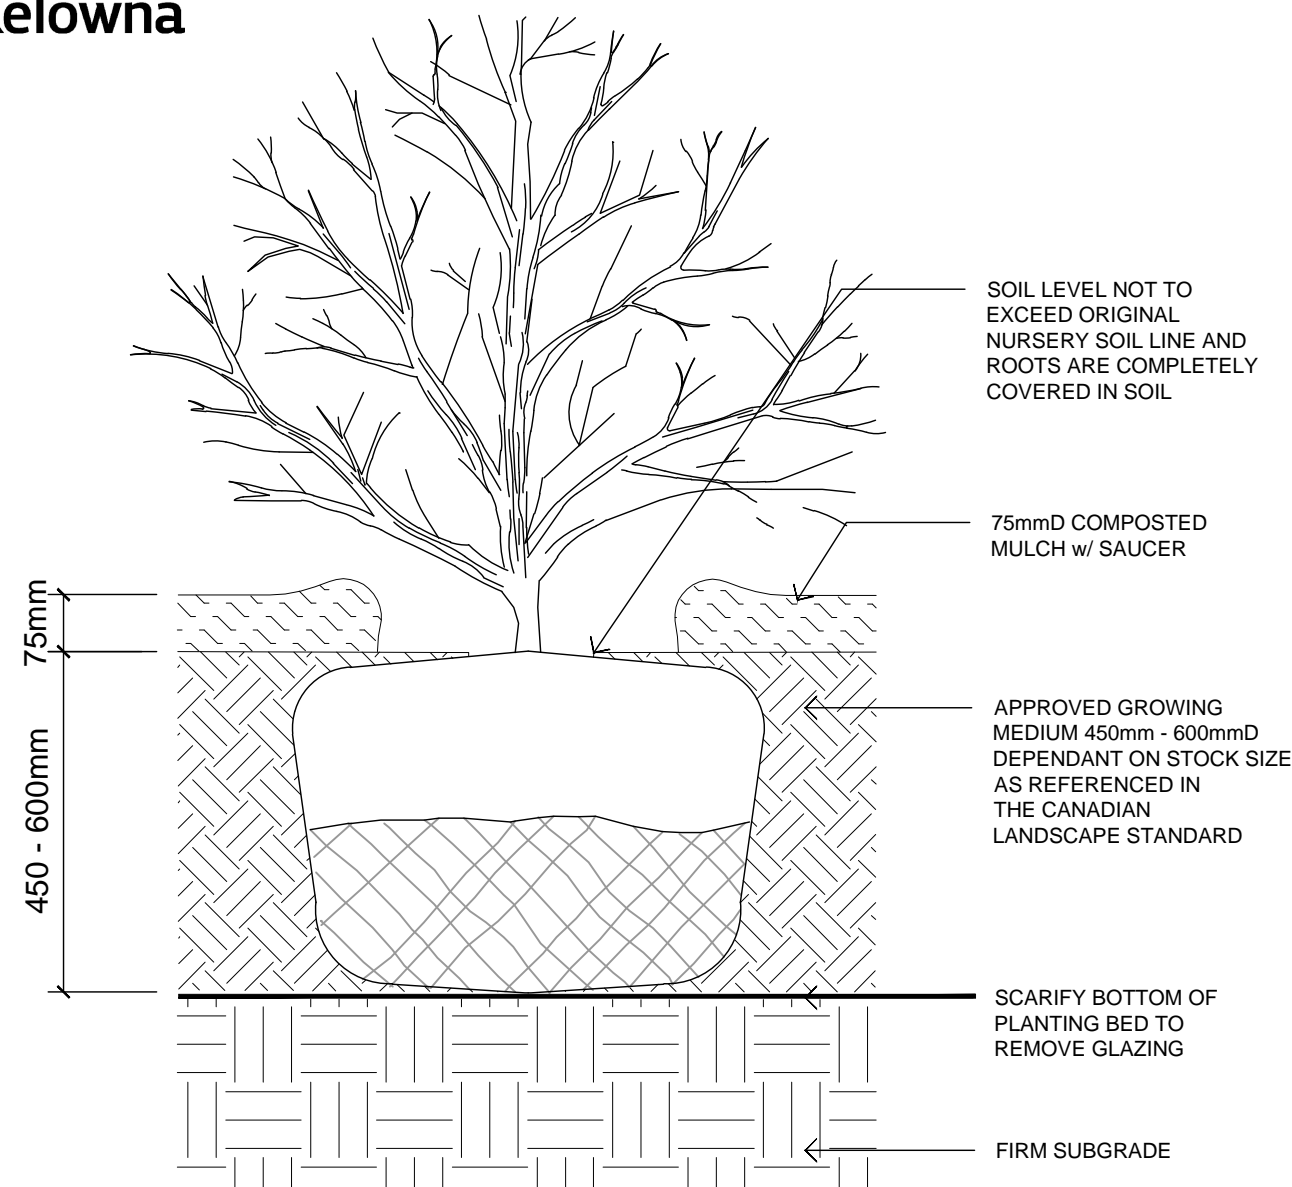 elowna
SOIL LEVEL NOT TO
EXCEED ORIGINAL
NURSERY SOIL LINE AND
ROOTS ARE COMPLETELY
COVERED IN SOIL
75mmD COMPOSTED
MULCH w/ SAUCER
75mm
APPROVED GROWING
MEDIUM 450mm - 600mmD
DEPENDANT ON STOCK SIZE
AS REFERENCED IN
THE CANADIAN
LANDSCAPE STANDARD
450 - 600mm
SCARIFY BOTTOM OF
PLANTING BED TO
REMOVE GLAZING
FIRM SUBGRADE